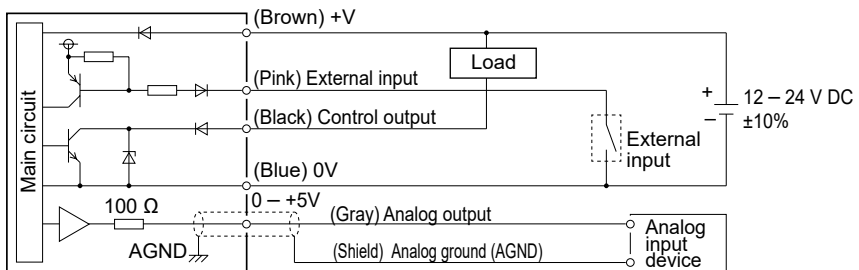 Main circuit
(Brown) +V
Load
(Pink) External input
(Black) Control output
+
–
12 – 24 V DC
±10%
External
input
(Blue) 0V
0 – +5V
100 Ω
(Gray) Analog output
AGND
(Shield) Analog ground (AGND)
Analog
input
device